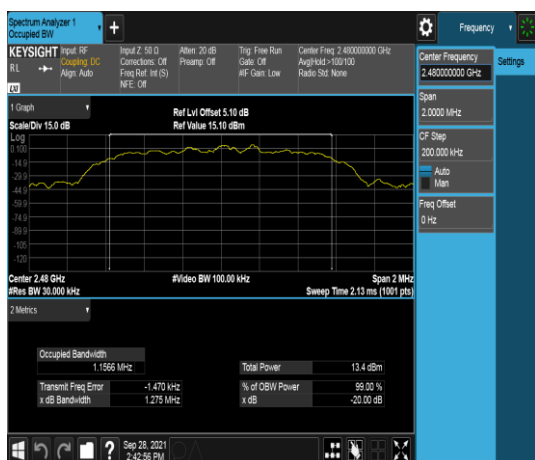 Spectrum Analyzer 1
Occupied BW
Frequency
KEYSIGHT
RL
LXI
Input: RF
Coupling: DC
Align: Auto
Input Z: 50 Ω
Corrections: Off
Freq Ref: Int (S)
NFE: Off
Atten: 20 dB
Preamp: Off
Trig: Free Run
Gate: Off
#IF Gain: Low
Center Freq: 2.480000000 GHz
Avg|Hold:>100/100
Radio Std: None
Center Frequency
2.480000000 GHz
Settings
Span
2.0000 MHz
CF Step
200.000 kHz
Auto
Man
Freq Offset
0 Hz
1 Graph
Scale/Div 15.0 dB
Ref Lvl Offset 5.10 dB
Ref Value 15.10 dBm
Log
0.100
-14.9
-29.9
-44.9
-59.9
-74.9
-89.9
-105
-120
Center 2.48 GHz
#Res BW 30.000 kHz
#Video BW 100.00 kHz
Span 2 MHz
Sweep Time 2.13 ms (1001 pts)
2 Metrics
Occupied Bandwidth
1.1566 MHz
Total Power 13.4 dBm
Transmit Freq Error -1.470 kHz
% of OBW Power 99.00 %
x dB Bandwidth 1.275 MHz
x dB -20.00 dB
Sep 28, 2021
2:42:56 PM